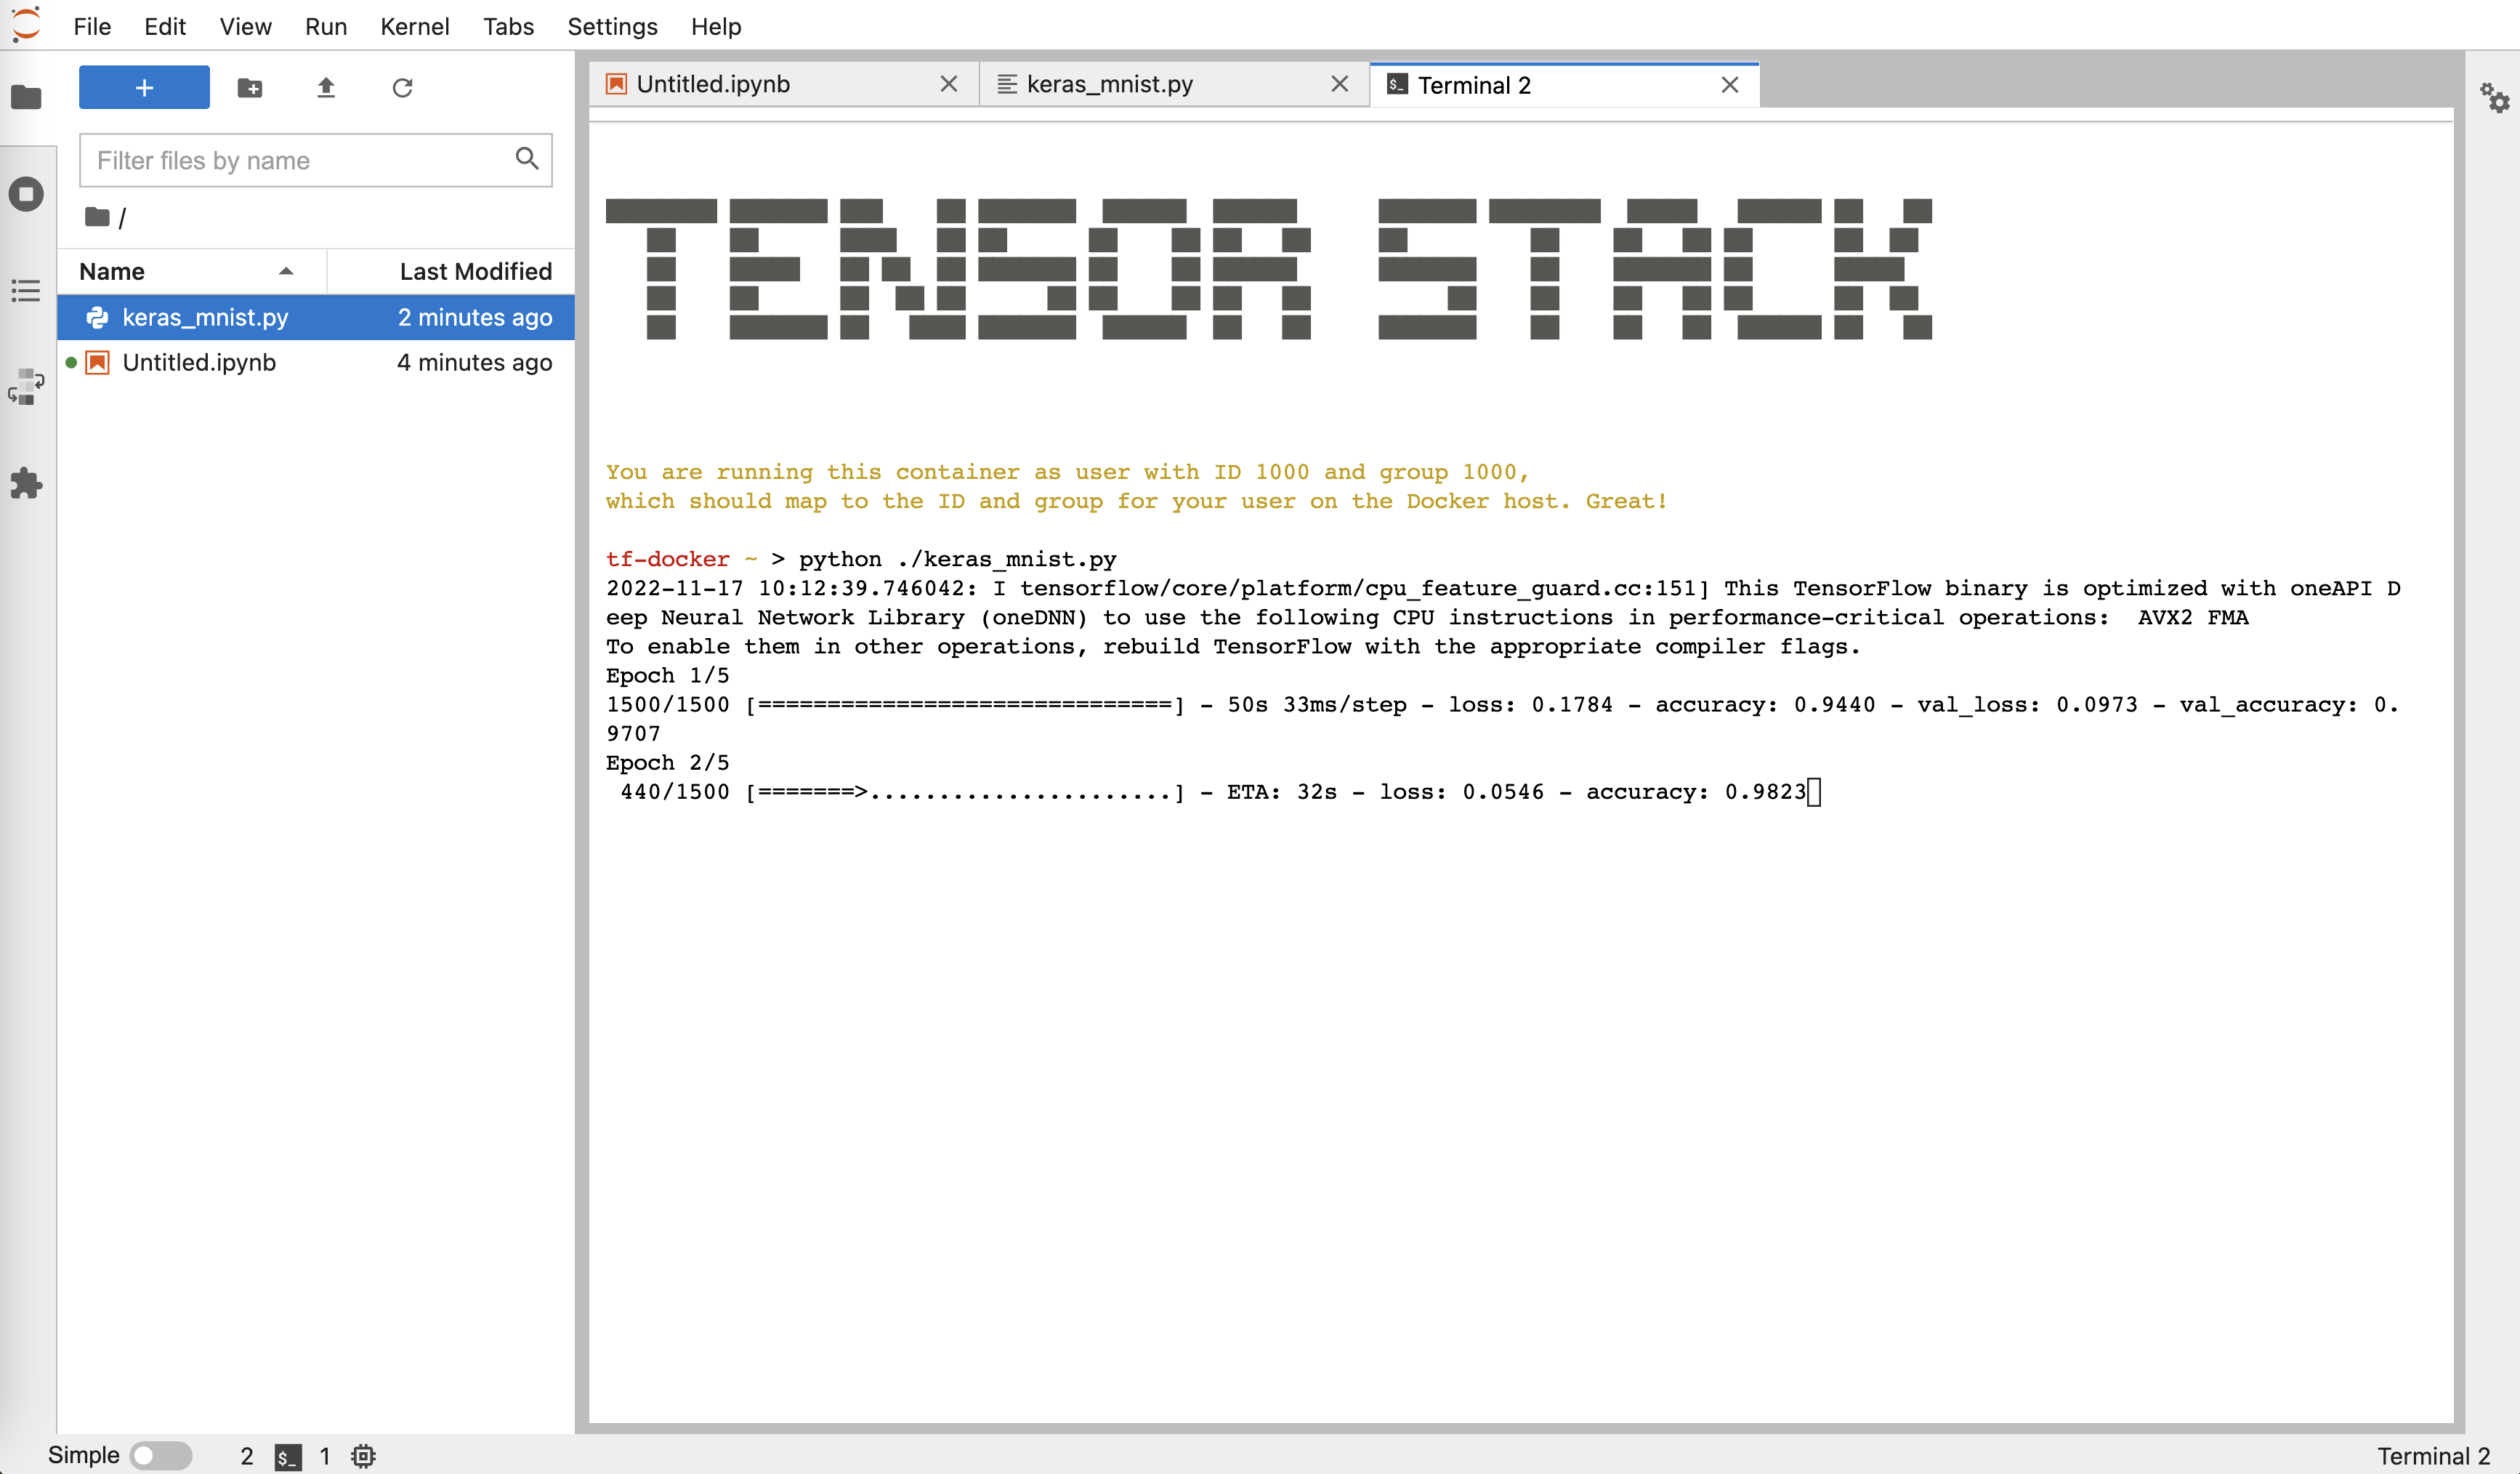 File Edit View Run Kernel Tabs Settings Help
+
Filter files by name
/
Name Last Modified
keras_mnist.py 2 minutes ago
Untitled.ipynb 4 minutes ago
Untitled.ipynb keras_mnist.py $_ Terminal 2
TENSOR STACK
You are running this container as user with ID 1000 and group 1000,
which should map to the ID and group for your user on the Docker host. Great!
tf-docker ~ > python ./keras_mnist.py
2022-11-17 10:12:39.746042: I tensorflow/core/platform/cpu_feature_guard.cc:151] This TensorFlow binary is optimized with oneAPI D
eep Neural Network Library (oneDNN) to use the following CPU instructions in performance-critical operations:  AVX2 FMA
To enable them in other operations, rebuild TensorFlow with the appropriate compiler flags.
Epoch 1/5
1500/1500 [==============================] - 50s 33ms/step - loss: 0.1784 - accuracy: 0.9440 - val_loss: 0.0973 - val_accuracy: 0.
9707
Epoch 2/5
 440/1500 [=======>......................] - ETA: 32s - loss: 0.0546 - accuracy: 0.9823
Simple 2 $_ 1 Terminal 2